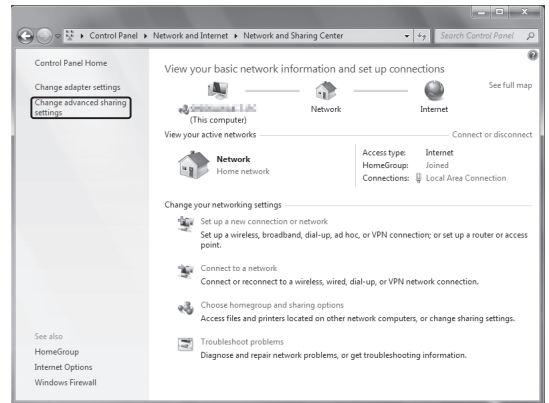 Control Panel ▸ Network and Internet ▸ Network and Sharing Center
Search Control Panel
Control Panel Home
Change adapter settings
Change advanced sharing
settings
See also
HomeGroup
Internet Options
Windows Firewall
View your basic network information and set up connections
See full map
(This computer)
Network
Internet
View your active networks
Connect or disconnect
Network
Home network
Access type: Internet
HomeGroup: Joined
Connections: Local Area Connection
Change your networking settings
Set up a new connection or network
Set up a wireless, broadband, dial-up, ad hoc, or VPN connection; or set up a router or access
point.
Connect to a network
Connect or reconnect to a wireless, wired, dial-up, or VPN network connection.
Choose homegroup and sharing options
Access files and printers located on other network computers, or change sharing settings.
Troubleshoot problems
Diagnose and repair network problems, or get troubleshooting information.